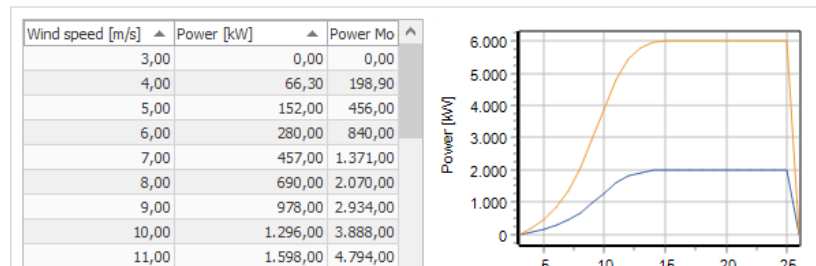 Wind speed [m/s] Power [kW] Power Mo
3,00 0,00 0,00
4,00 66,30 198,90
5,00 152,00 456,00
6,00 280,00 840,00
7,00 457,00 1.371,00
8,00 690,00 2.070,00
9,00 978,00 2.934,00
10,00 1.296,00 3.888,00
11,00 1.598,00 4.794,00
Power [kW]
6.000
5.000
4.000
3.000
2.000
1.000
0
5 10 15 20 25